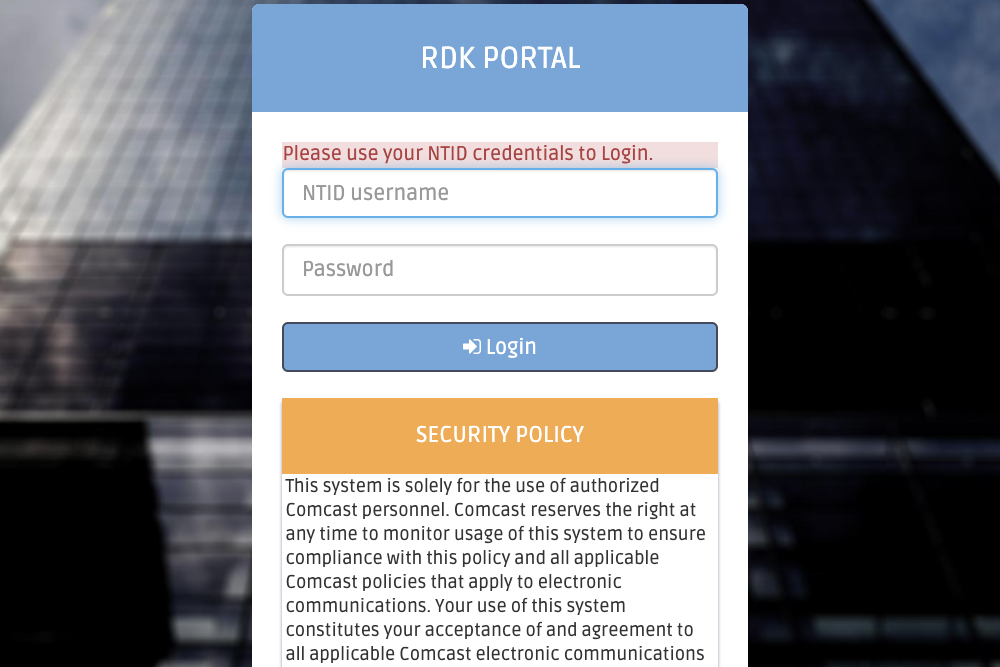 RDK PORTAL
Please use your NTID credentials to Login.
NTID username
Password
Login
SECURITY POLICY
This system is solely for the use of authorized
Comcast personnel. Comcast reserves the right at
any time to monitor usage of this system to ensure
compliance with this policy and all applicable
Comcast policies that apply to electronic
communications. Your use of this system
constitutes your acceptance of and agreement to
all applicable Comcast electronic communications